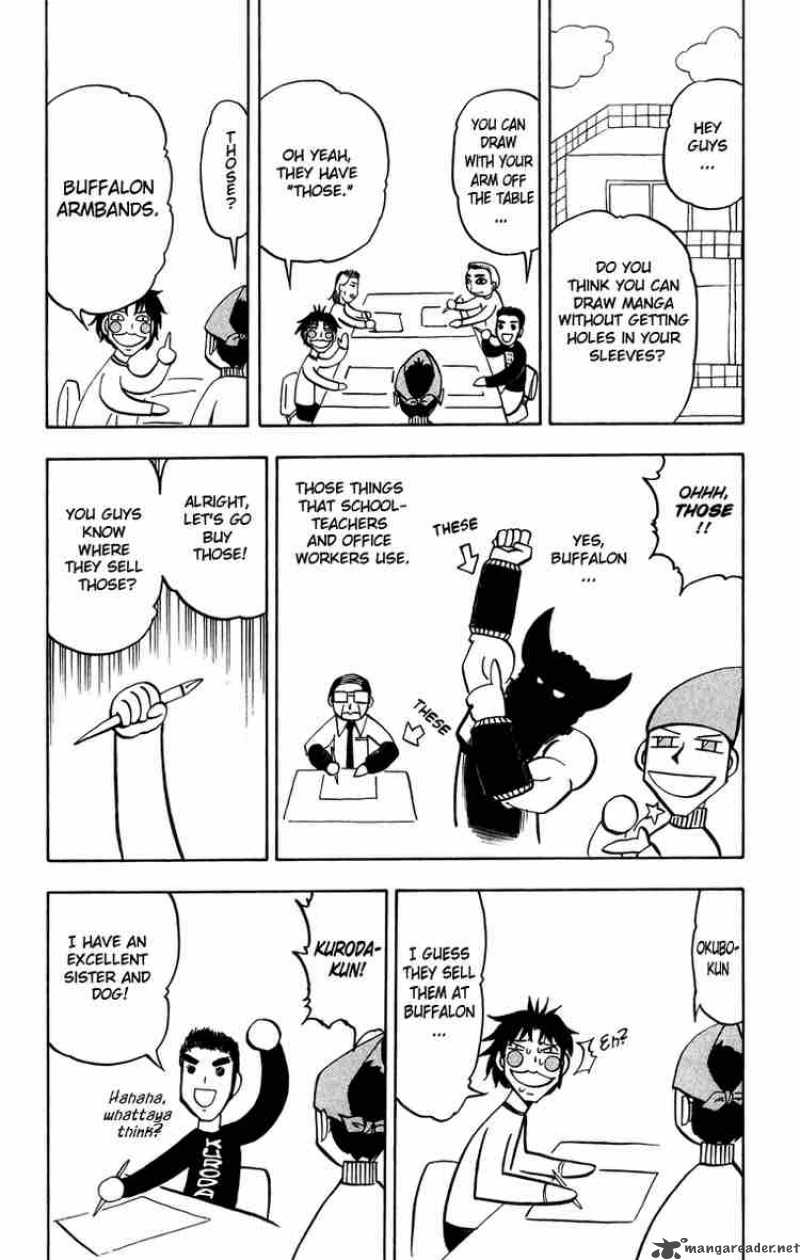 HEY
GUYS
...
DO YOU
THINK YOU CAN
DRAW MANGA
WITHOUT GETTING
HOLES IN YOUR
SLEEVES?
YOU CAN
DRAW
WITH YOUR
ARM OFF
THE TABLE
...
OH YEAH,
THEY HAVE
"THOSE."
THOSE?
BUFFALON
ARMBANDS.
OHHH,
THOSE
!!
YES,
BUFFALON
...
THESE
THOSE THINGS
THAT SCHOOL-
TEACHERS
AND OFFICE
WORKERS USE.
THESE
ALRIGHT,
LET'S GO
BUY
THOSE!
YOU GUYS
KNOW
WHERE
THEY SELL
THOSE?
OKUBO-
KUN
I GUESS
THEY SELL
THEM AT
BUFFALON
...
Eh?
KURODA-
KUN!
I HAVE AN
EXCELLENT
SISTER AND
DOG!
Hahaha,
whattaya
think?
KURODA
mangareader.net